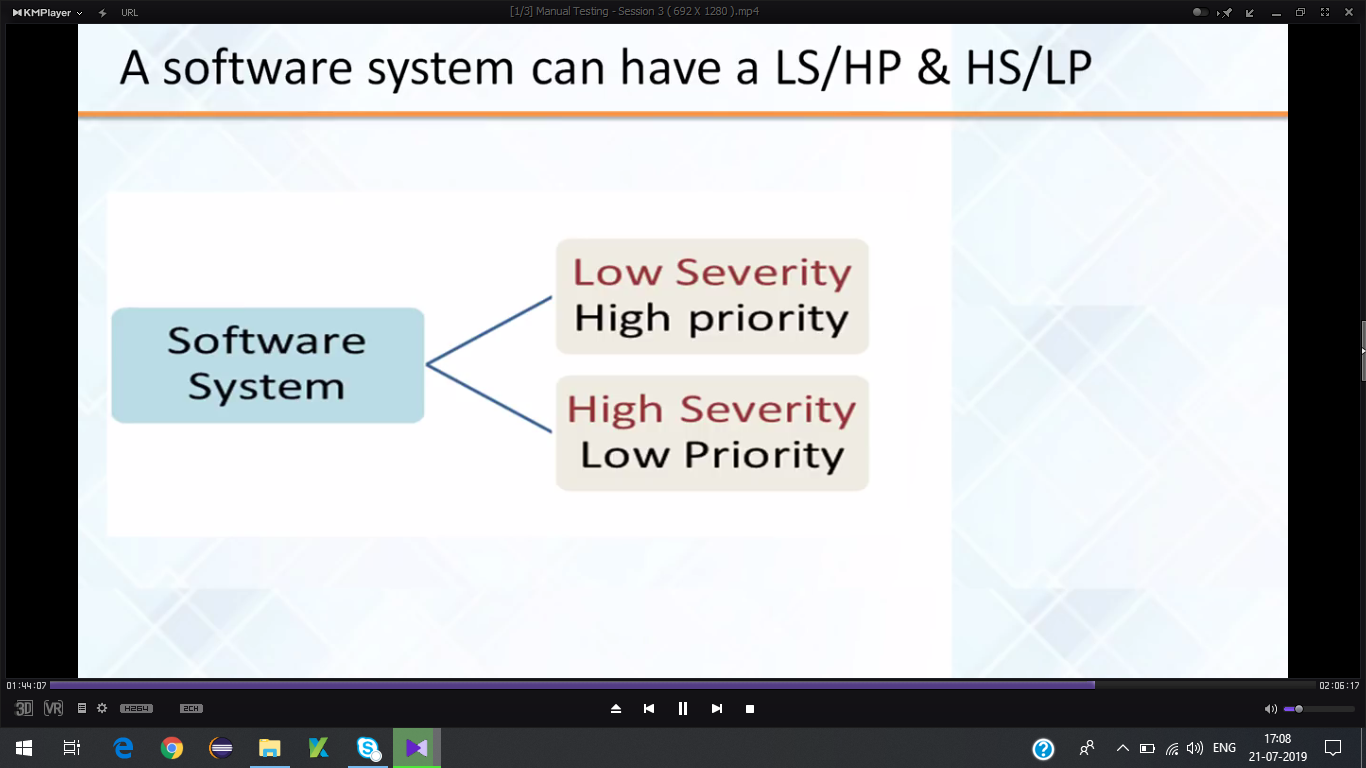 KMPlayer
URL
[1/3] Manual Testing - Session 3 ( 692 X 1280 ).mp4
A software system can have a LS/HP & HS/LP
Software
System
Low Severity
High priority
High Severity
Low Priority
01:44:07
02:06:17
3D
VR
H264
2CH
ENG
17:08
21-07-2019